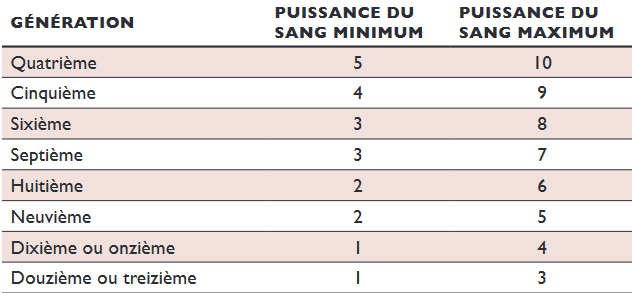 GÉNÉRATION PUISSANCE DU SANG MINIMUM PUISSANCE DU SANG MAXIMUM
Quatrième 5 10
Cinquième 4 9
Sixième 3 8
Septième 3 7
Huitième 2 6
Neuvième 2 5
Dixième ou onzième 1 4
Douzième ou treizième 1 3